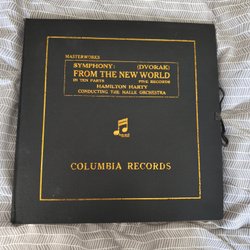 MASTERWORKS
SYMPHONY: (DVORAK)
FROM THE NEW WORLD
IN TEN PARTS FIVE RECORDS
HAMILTON HARTY
CONDUCTING THE HALLE ORCHESTRA
COLUMBIA RECORDS